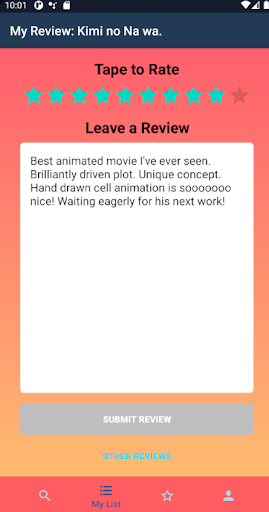 10:01
My Review: Kimi no Na wa.
Tape to Rate
Leave a Review
Best animated movie I've ever seen.
Brilliantly driven plot. Unique concept.
Hand drawn cell animation is sooooooo
nice! Waiting eagerly for his next work!
SUBMIT REVIEW
OTHER REVIEWS
My List